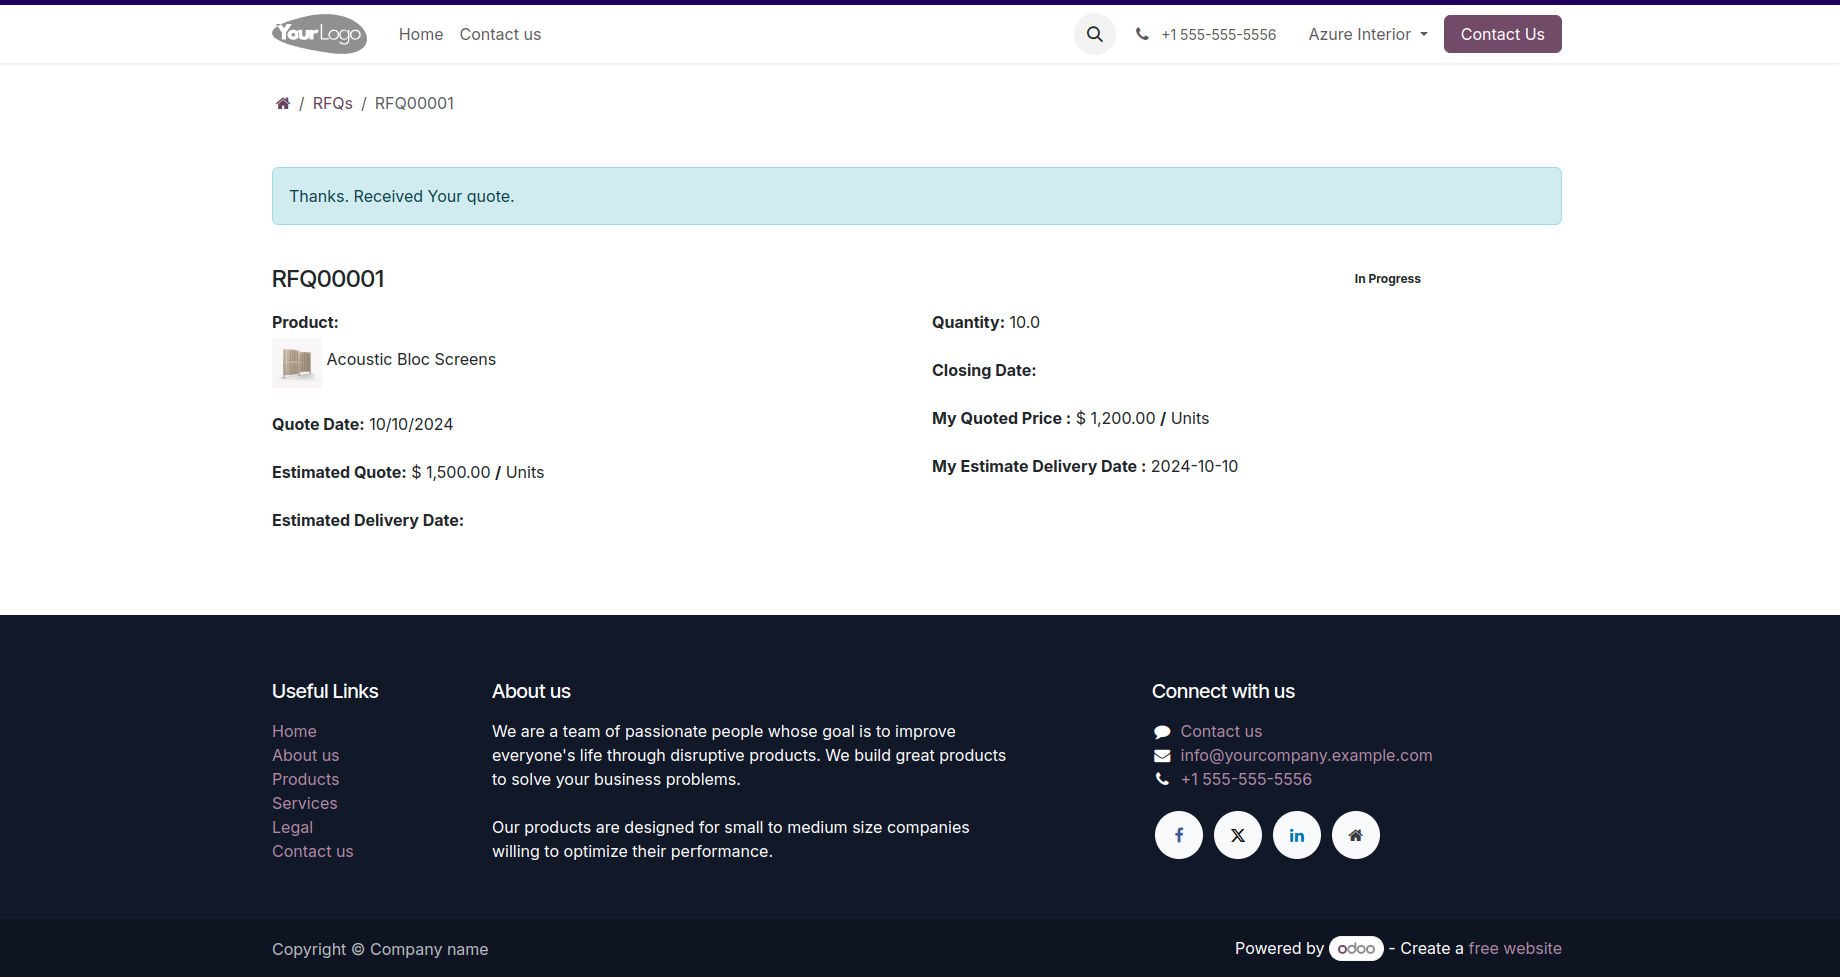 YourLogo
Home
Contact us
+1 555-555-5556
Azure Interior
Contact Us
/ RFQs / RFQ00001
Thanks. Received Your quote.
RFQ00001
In Progress
Product:
Acoustic Bloc Screens
Quote Date: 10/10/2024
Estimated Quote: $ 1,500.00 / Units
Estimated Delivery Date:
Quantity: 10.0
Closing Date:
My Quoted Price : $ 1,200.00 / Units
My Estimate Delivery Date : 2024-10-10
Useful Links
Home
About us
Products
Services
Legal
Contact us
About us
We are a team of passionate people whose goal is to improve
everyone's life through disruptive products. We build great products
to solve your business problems.
Our products are designed for small to medium size companies
willing to optimize their performance.
Connect with us
Contact us
info@yourcompany.example.com
+1 555-555-5556
Copyright © Company name
Powered by odoo - Create a free website